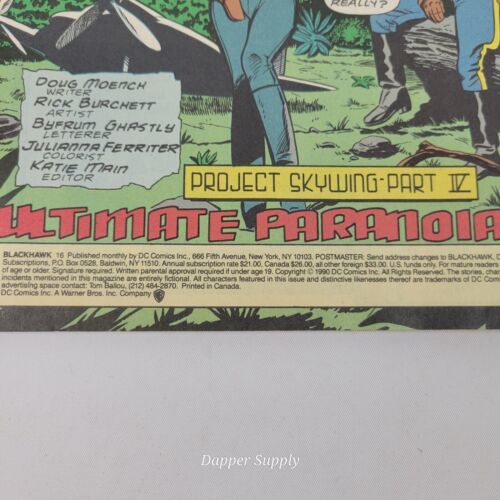 REALLY?
DOUG MOENCH
WRITER
RICK BURCHETT
ARTIST
BYFRUM GHASTLY
LETTERER
JULIANNA FERRITER
COLORIST
KATIE MAIN
EDITOR
PROJECT SKYWING-PART IV
ULTIMATE PARANOIA
BLACKHAWK 16 Published monthly by DC Comics Inc., 666 Fifth Avenue, New York, NY 10103. POSTMASTER: Send address changes to BLACKHAWK, D
Subscriptions, P.O. Box 0528, Baldwin, NY 11510. Annual subscription rate $21.00, Canada $26.00, all other foreign $33.00. U.S. funds only. For mature readers
of age or older. Signature required. Written parental approval required if under age 19. Copyright © 1990 DC Comics Inc. All Rights Reserved. The stories, char
incidents mentioned in this magazine are entirely fictional. All characters featured in this issue and distinctive likenesses thereof are trademarks of DC Com
advertising space contact: Tom Ballou, (212) 484-2870. Printed in Canada.
DC Comics Inc. A Warner Bros. Inc. Company
Dapper Supply